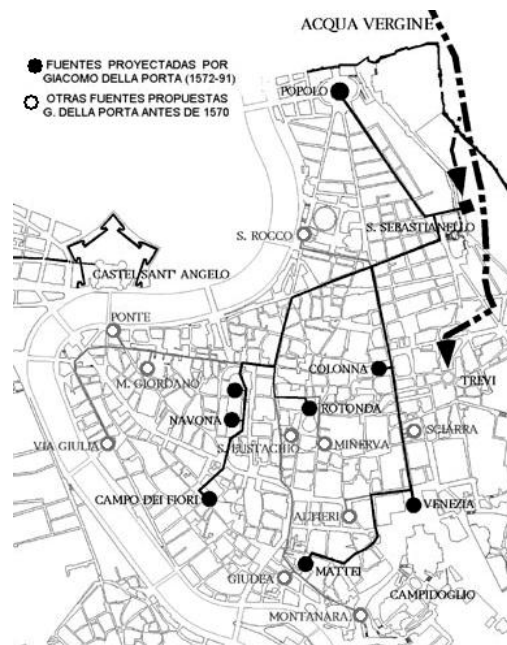 ACQUA VERGINE
FUENTES PROYECTADAS POR
GIACOMO DELLA PORTA (1572-91)
OTRAS FUENTES PROPUESTAS
G. DELLA PORTA ANTES DE 1570
POPOLO
S. ROCCO
S. SEBASTIANELLO
CASTEL SANT' ANGELO
PONTE
M. GIORDANO
COLONNA
TREVI
NAVONA
ROTONDA
VIA GIULIA
S. EUSTACHIO
MINERVA
SCIARRA
CAMPO DEI FIORI
ALTIERI
VENEZIA
MATTEI
GIUDEA
CAMPIDOGLIO
MONTANARA.